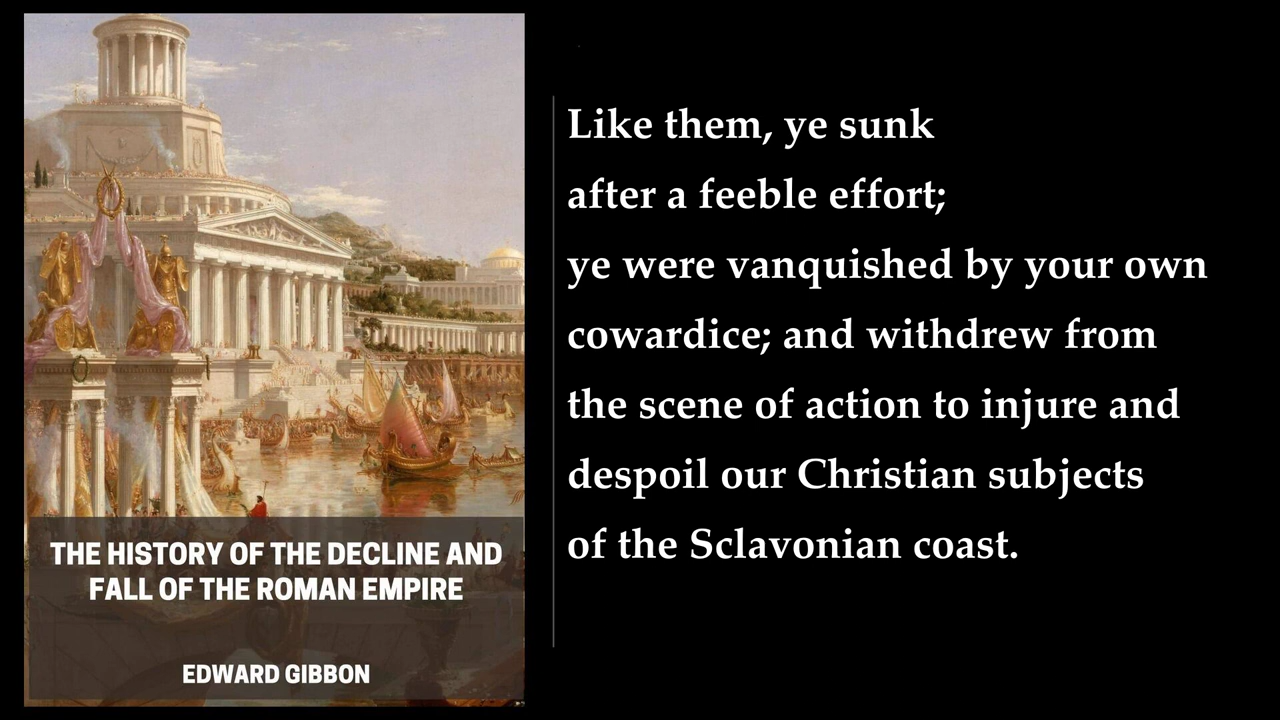 THE HISTORY OF THE DECLINE AND
FALL OF THE ROMAN EMPIRE
EDWARD GIBBON
Like them, ye sunk
after a feeble effort;
ye were vanquished by your own
cowardice; and withdrew from
the scene of action to injure and
despoil our Christian subjects
of the Sclavonian coast.